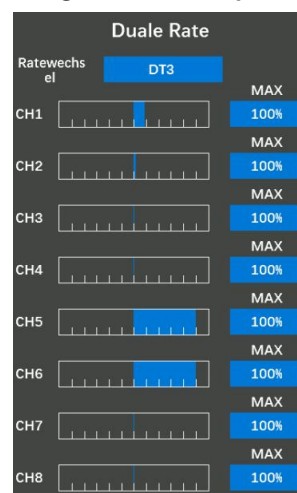 Duale Rate
Ratewechs
el
DT3
MAX
CH1
100%
MAX
CH2
100%
MAX
CH3
100%
MAX
CH4
100%
MAX
CH5
100%
MAX
CH6
100%
MAX
CH7
100%
MAX
CH8
100%